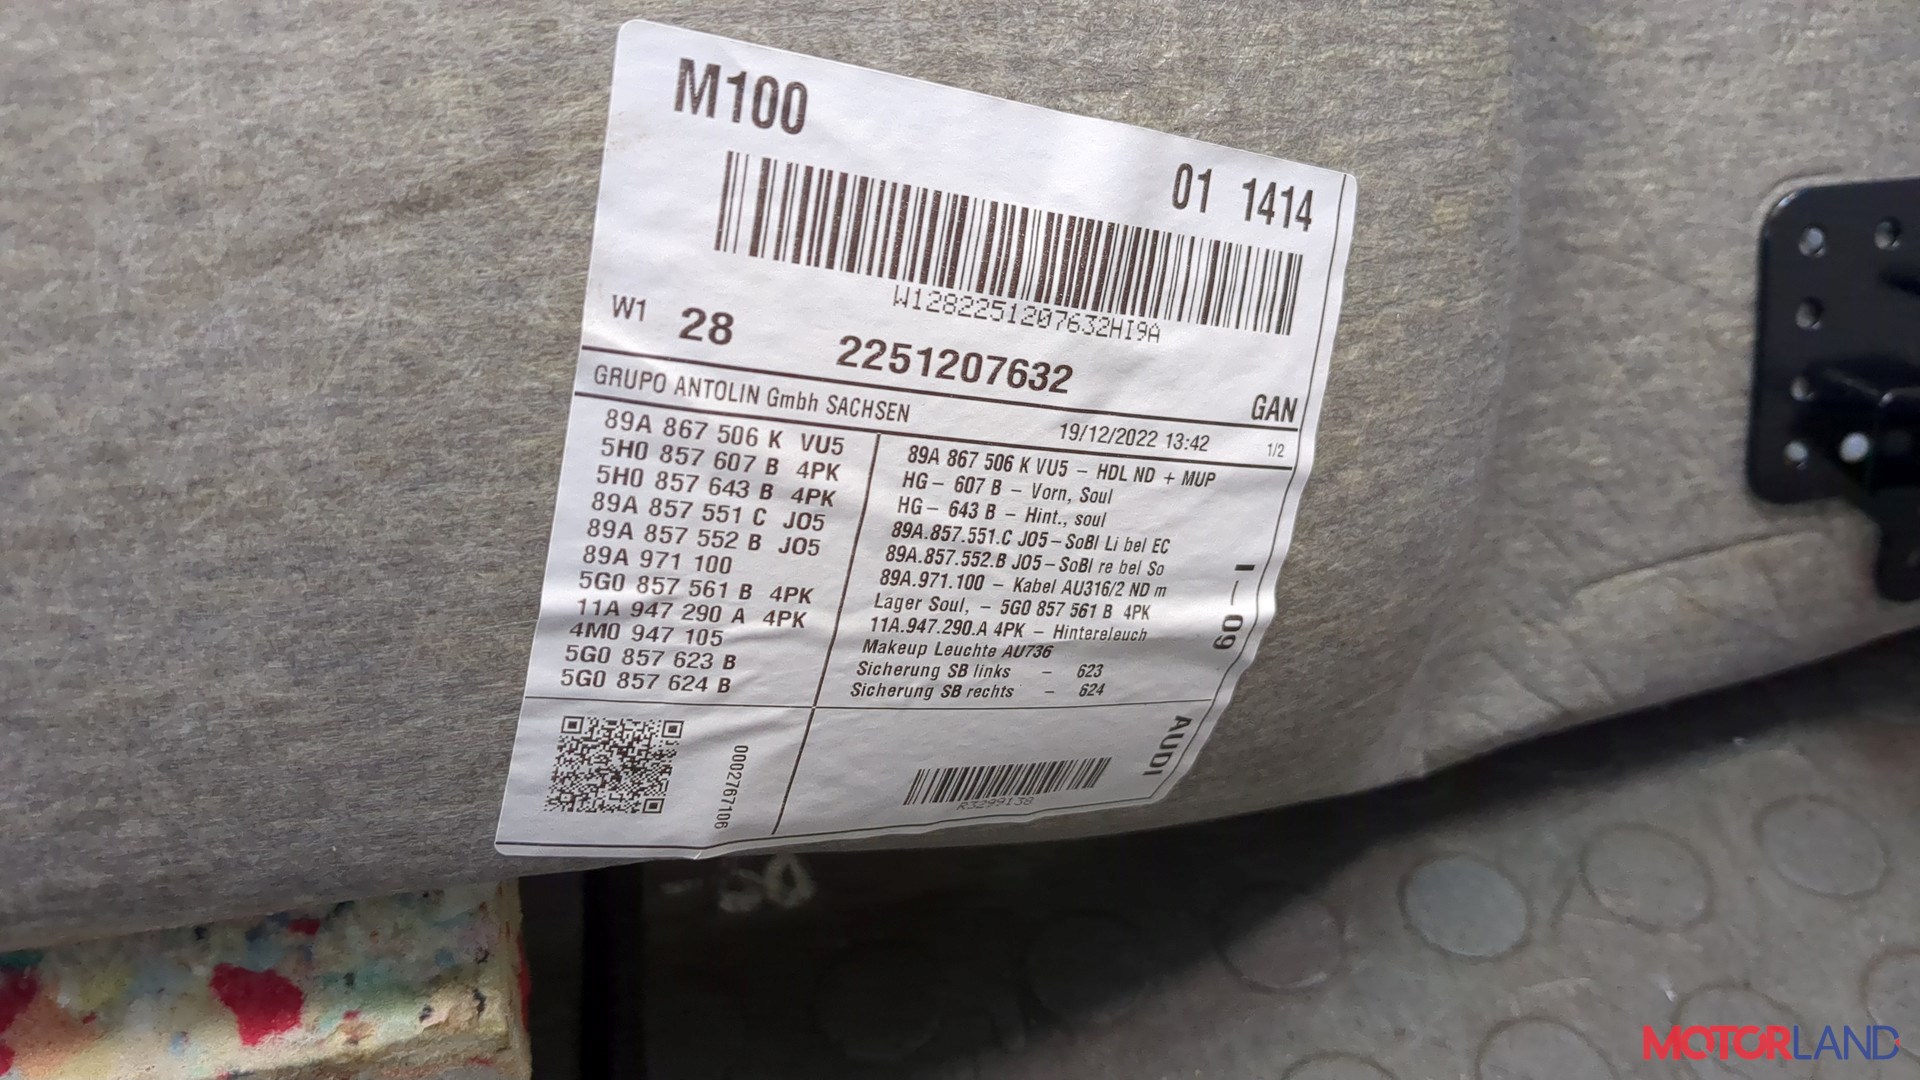 M100
01 1414
W1282251207632HI9A
W1 28 2251207632
GAN
GRUPO ANTOLIN Gmbh SACHSEN
19/12/2022 13:42 1/2
89A 867 506 K VU5
5H0 857 607 B 4PK
5H0 857 643 B 4PK
89A 857 551 C JO5
89A 857 552 B JO5
89A 971 100
5G0 857 561 B 4PK
11A 947 290 A 4PK
4M0 947 105
5G0 857 623 B
5G0 857 624 B
89A 867 506 K VU5 – HDL ND + MUP
HG – 607 B – Vorn, Soul
HG – 643 B – Hint., soul
89A.857.551.C JO5–SoBl Li bel EC
89A.857.552.B JO5–SoBl re bel So
89A.971.100 – Kabel AU316/2 ND m
Lager Soul, – 5G0 857 561 B 4PK
11A.947.290.A 4PK – Hintereleuch
Makeup Leuchte AU736
Sicherung SB links – 623
Sicherung SB rechts – 624
I – 09
AUDI
0002767106
R3299138
MOTORLAND